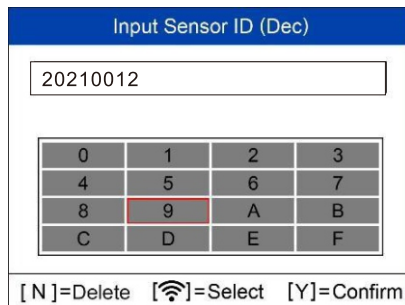 Input Sensor ID (Dec)
20210012
0 1 2 3
4 5 6 7
8 9 A B
C D E F
[ N ]=Delete [ ]=Select [Y]=Confirm